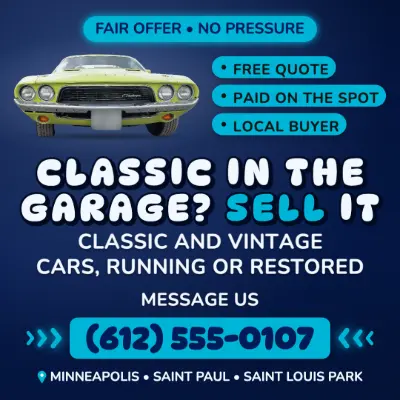 FAIR OFFER • NO PRESSURE
• FREE QUOTE
• PAID ON THE SPOT
• LOCAL BUYER
CLASSIC IN THE
GARAGE? SELL IT
CLASSIC AND VINTAGE
CARS, RUNNING OR RESTORED
MESSAGE US
(612) 555-0107
MINNEAPOLIS • SAINT PAUL • SAINT LOUIS PARK